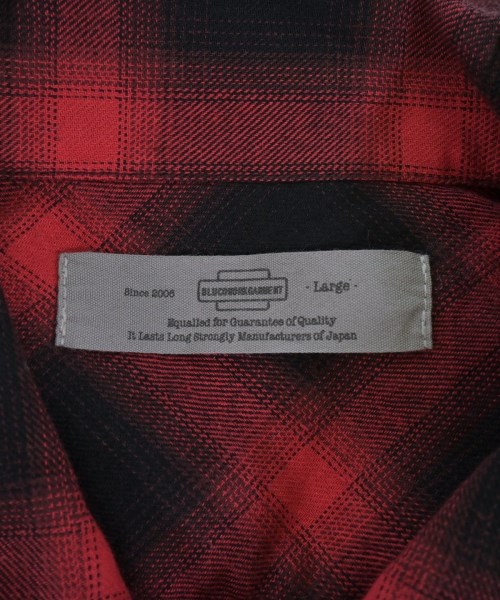 Since 2006
BLUCO WORK GARMENT
- Large -
Equalled for Guarantee of Quality
It Lasts Long Strongly Manufacturers of Japan